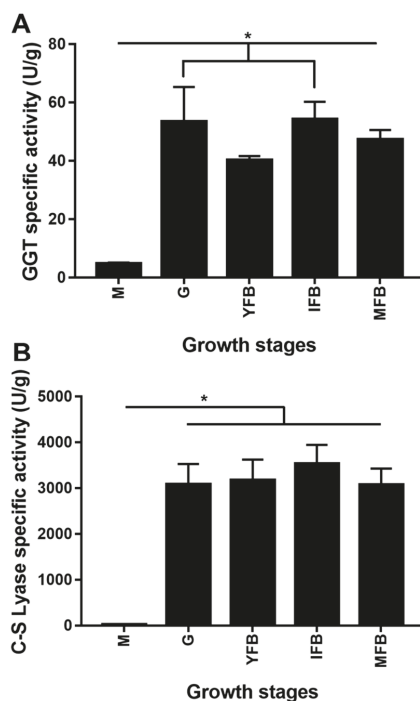 A
*
GGT specific activity (U/g)
80
60
40
20
0
M
G
YFB
IFB
MFB
Growth stages
B
*
C-S Lyase specific activity (U/g)
5000
4000
3000
2000
1000
0
M
G
YFB
IFB
MFB
Growth stages